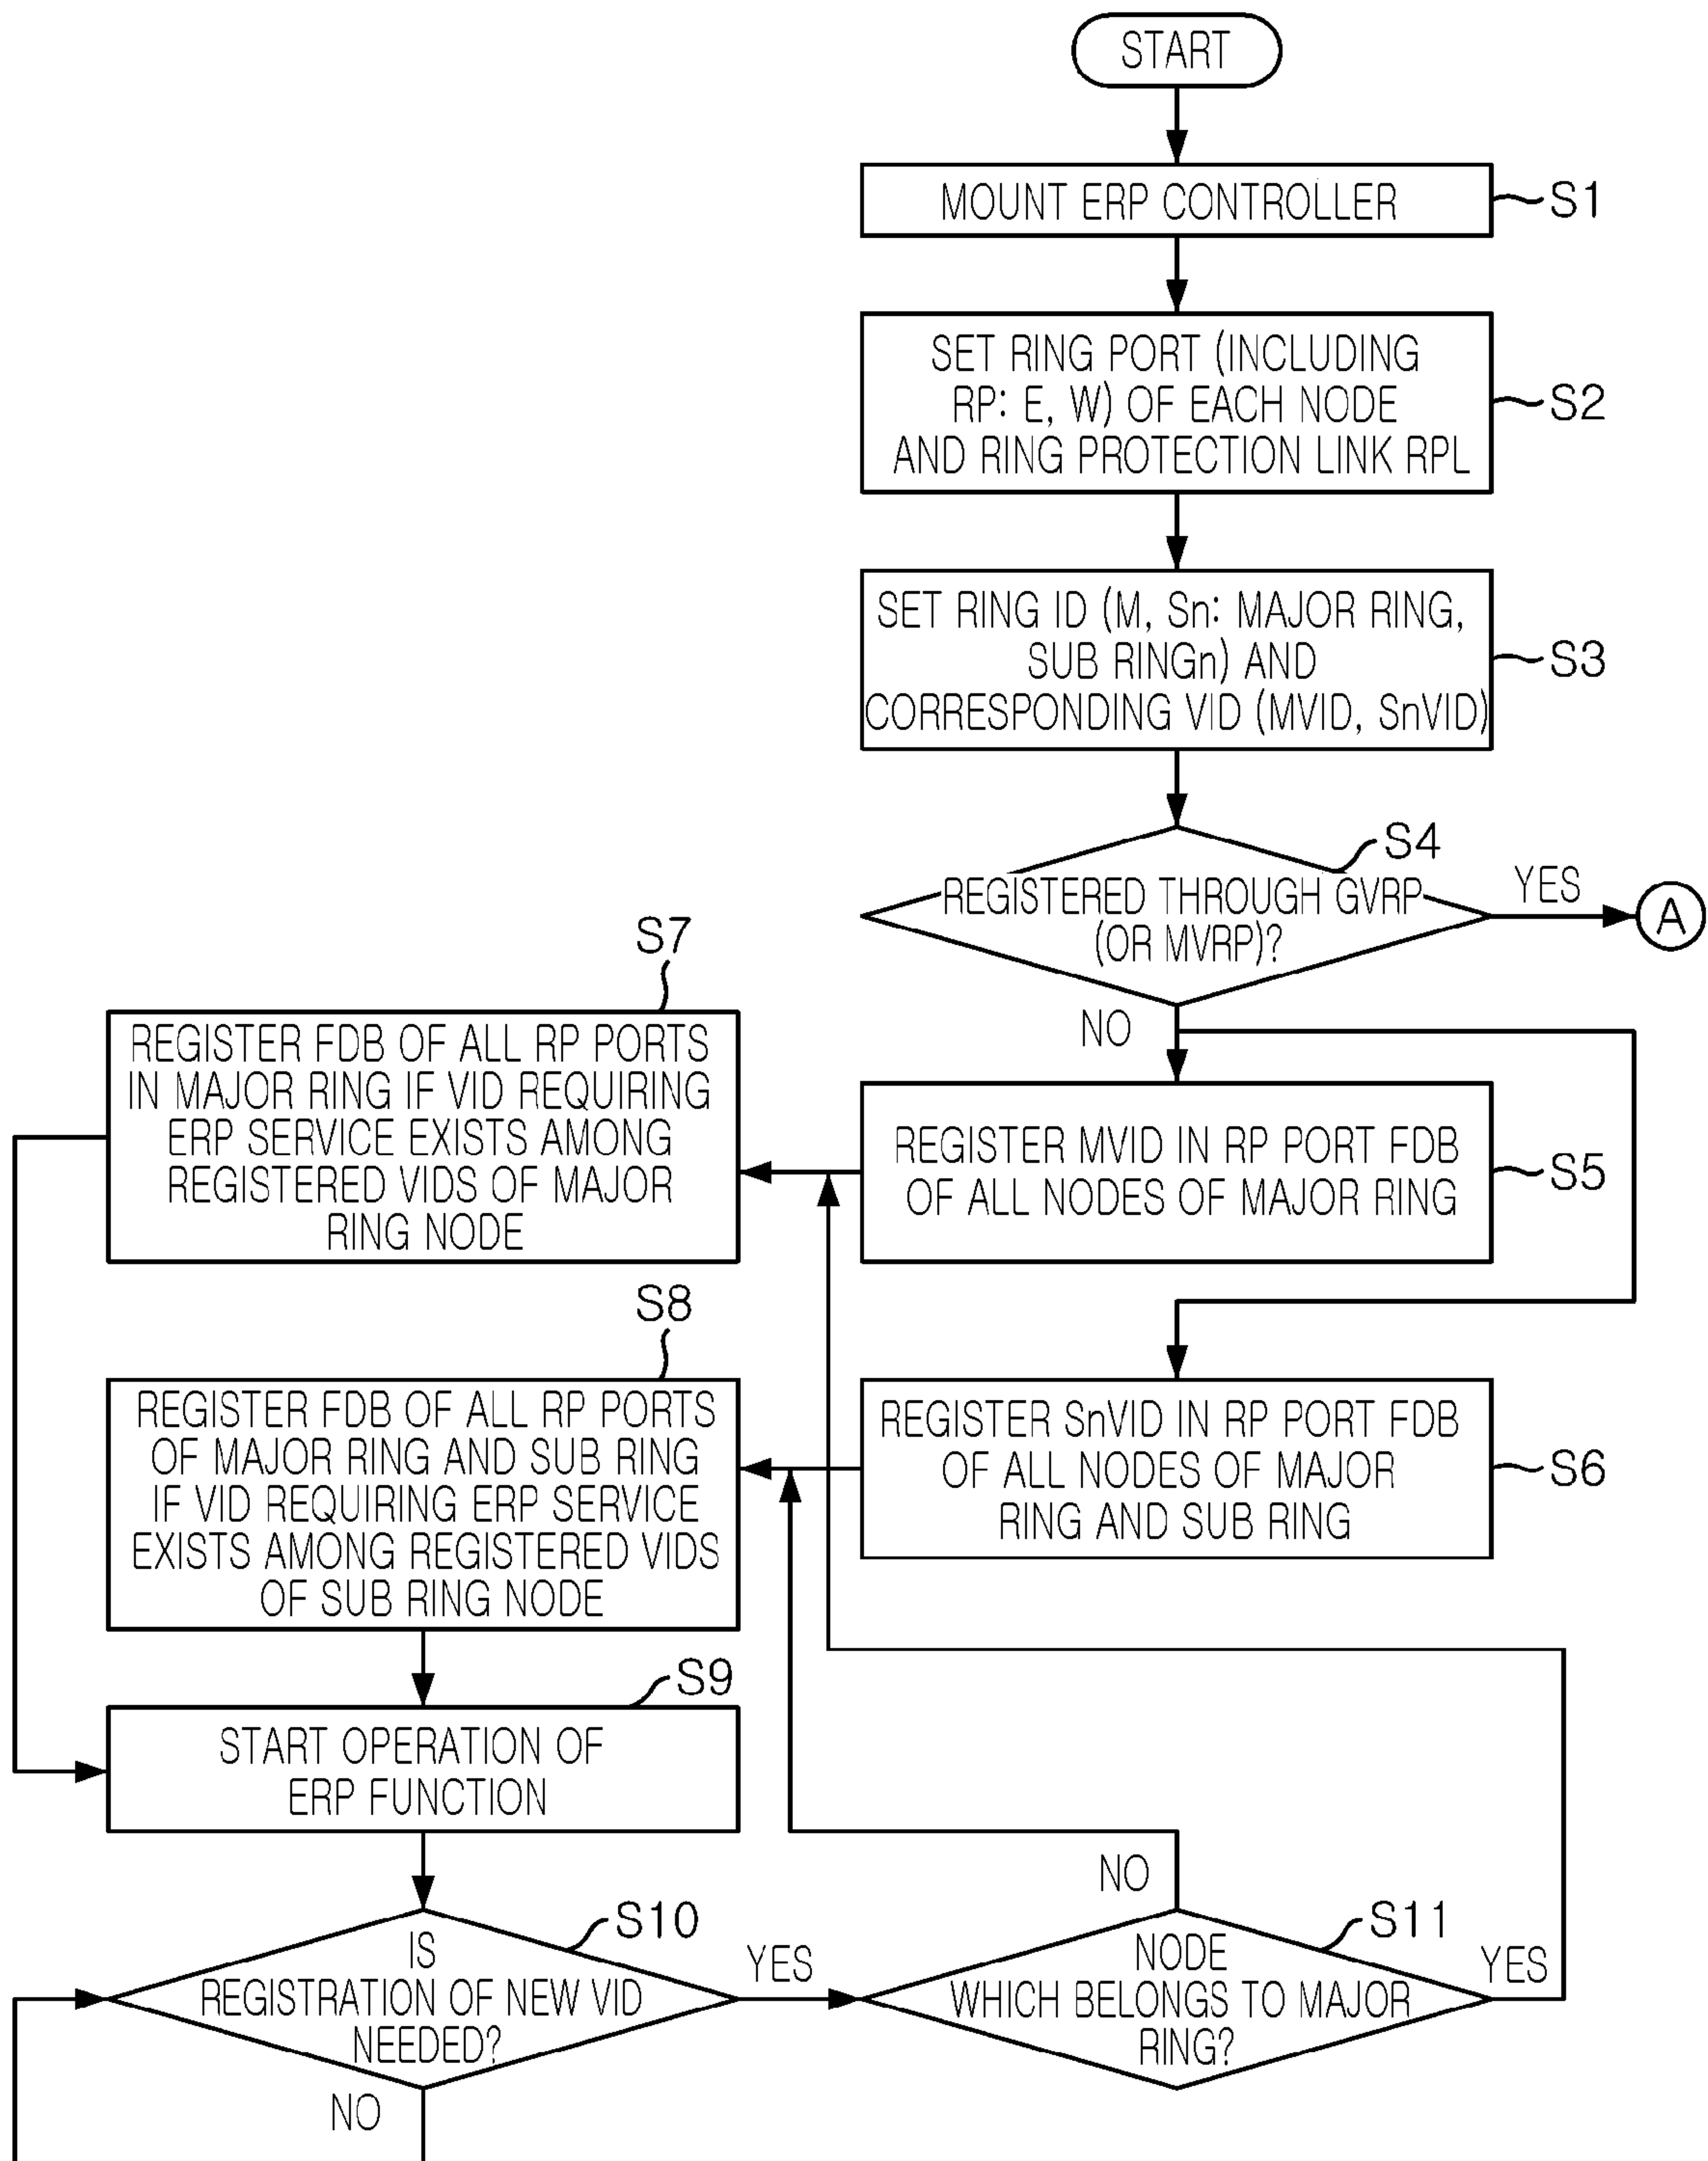 START
MOUNT ERP CONTROLLER
S1
SET RING PORT (INCLUDING
RP: E, W) OF EACH NODE
AND RING PROTECTION LINK RPL
S2
SET RING ID (M, Sn: MAJOR RING,
SUB RINGn) AND
CORRESPONDING VID (MVID, SnVID)
S3
S4
REGISTERED THROUGH GVRP
(OR MVRP)?
YES
A
NO
S7
REGISTER FDB OF ALL RP PORTS
IN MAJOR RING IF VID REQUIRING
ERP SERVICE EXISTS AMONG
REGISTERED VIDS OF MAJOR
RING NODE
REGISTER MVID IN RP PORT FDB
OF ALL NODES OF MAJOR RING
S5
S8
REGISTER FDB OF ALL RP PORTS
OF MAJOR RING AND SUB RING
IF VID REQUIRING ERP SERVICE
EXISTS AMONG REGISTERED VIDS
OF SUB RING NODE
REGISTER SnVID IN RP PORT FDB
OF ALL NODES OF MAJOR
RING AND SUB RING
S6
S9
START OPERATION OF
ERP FUNCTION
S10
IS
REGISTRATION OF NEW VID
NEEDED?
YES
NO
NO
S11
NODE
WHICH BELONGS TO MAJOR
RING?
YES